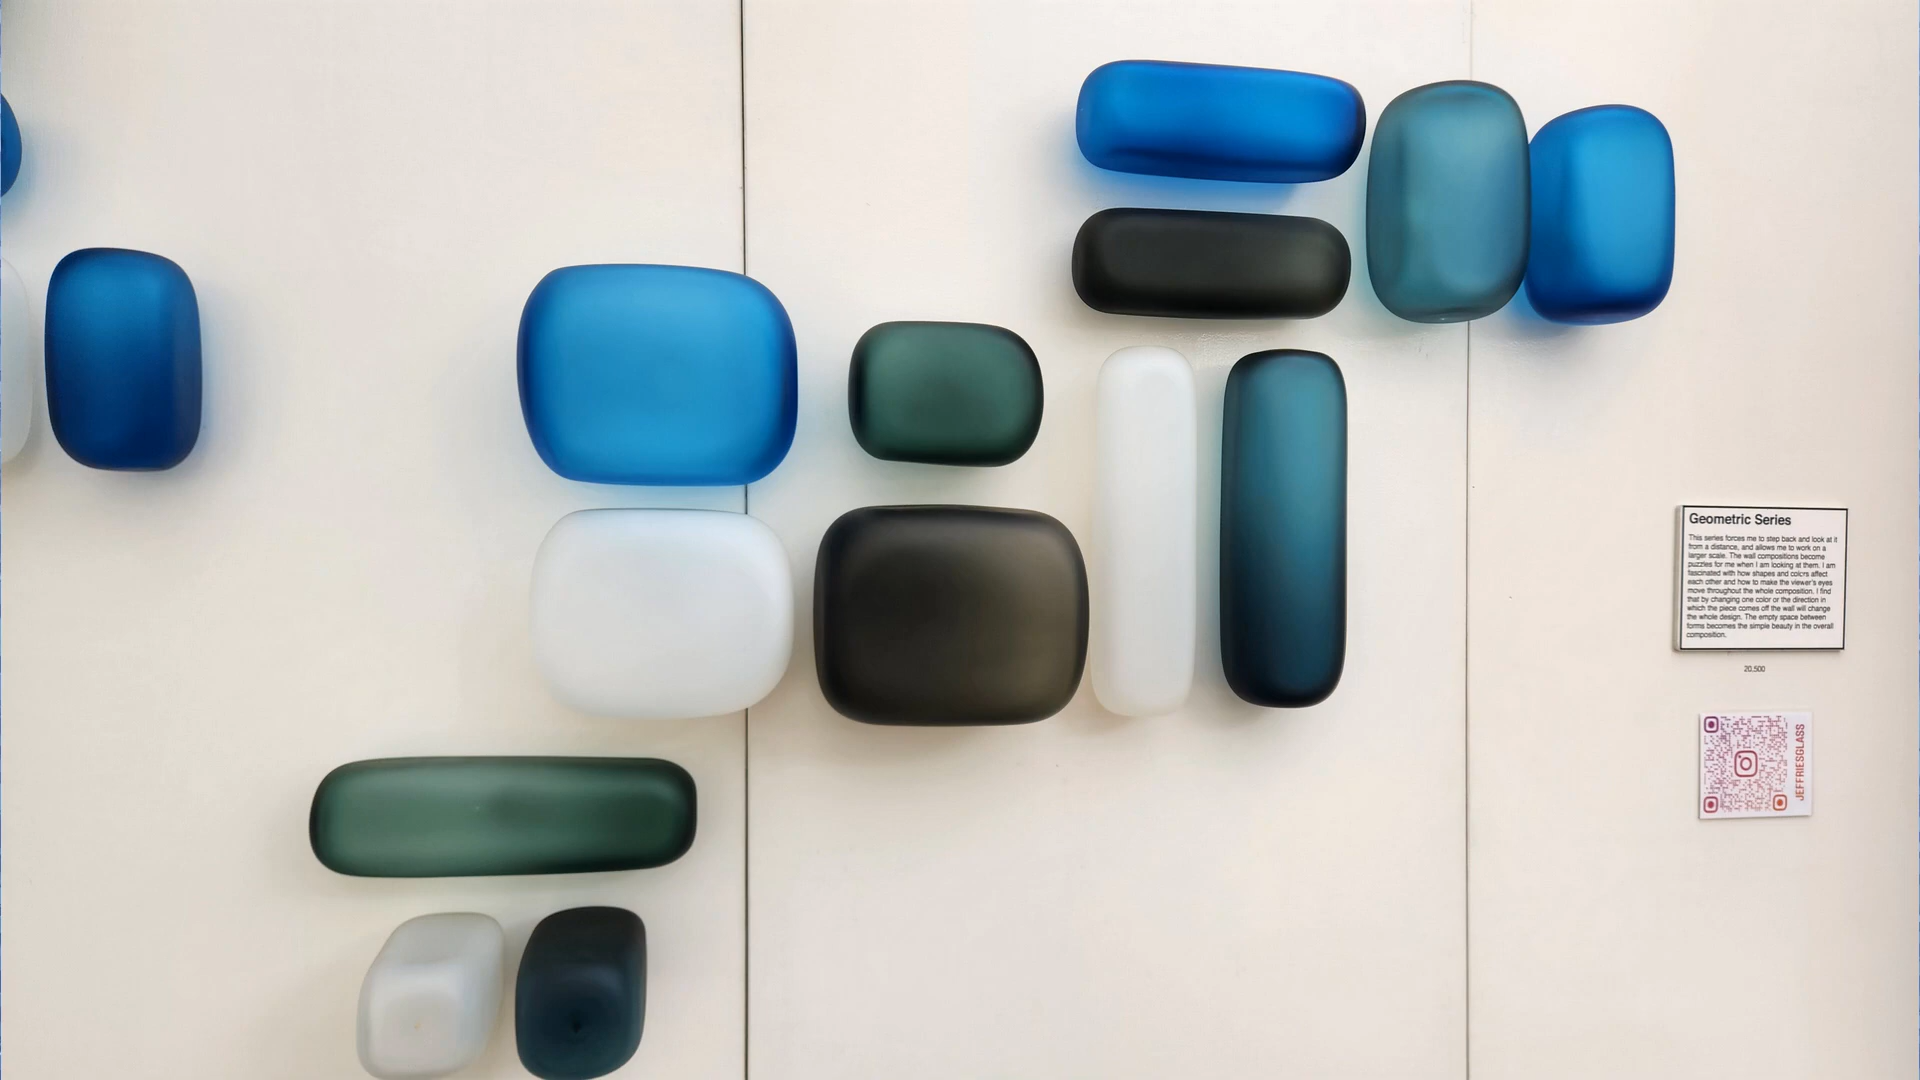 Geometric Series
This series forces me to step back and look at it
from a distance, and allows me to work on a
larger scale. The wall compositions become
puzzles for me when I am looking at them. I am
fascinated with how shapes and colors affect
each other and how to make the viewer's eyes
move throughout the whole composition. I find
that by changing one color or the direction in
which the piece comes off the wall will change
the whole design. The empty space between
forms becomes the simple beauty in the overall
composition.
20,500
JEFFRIESGLASS